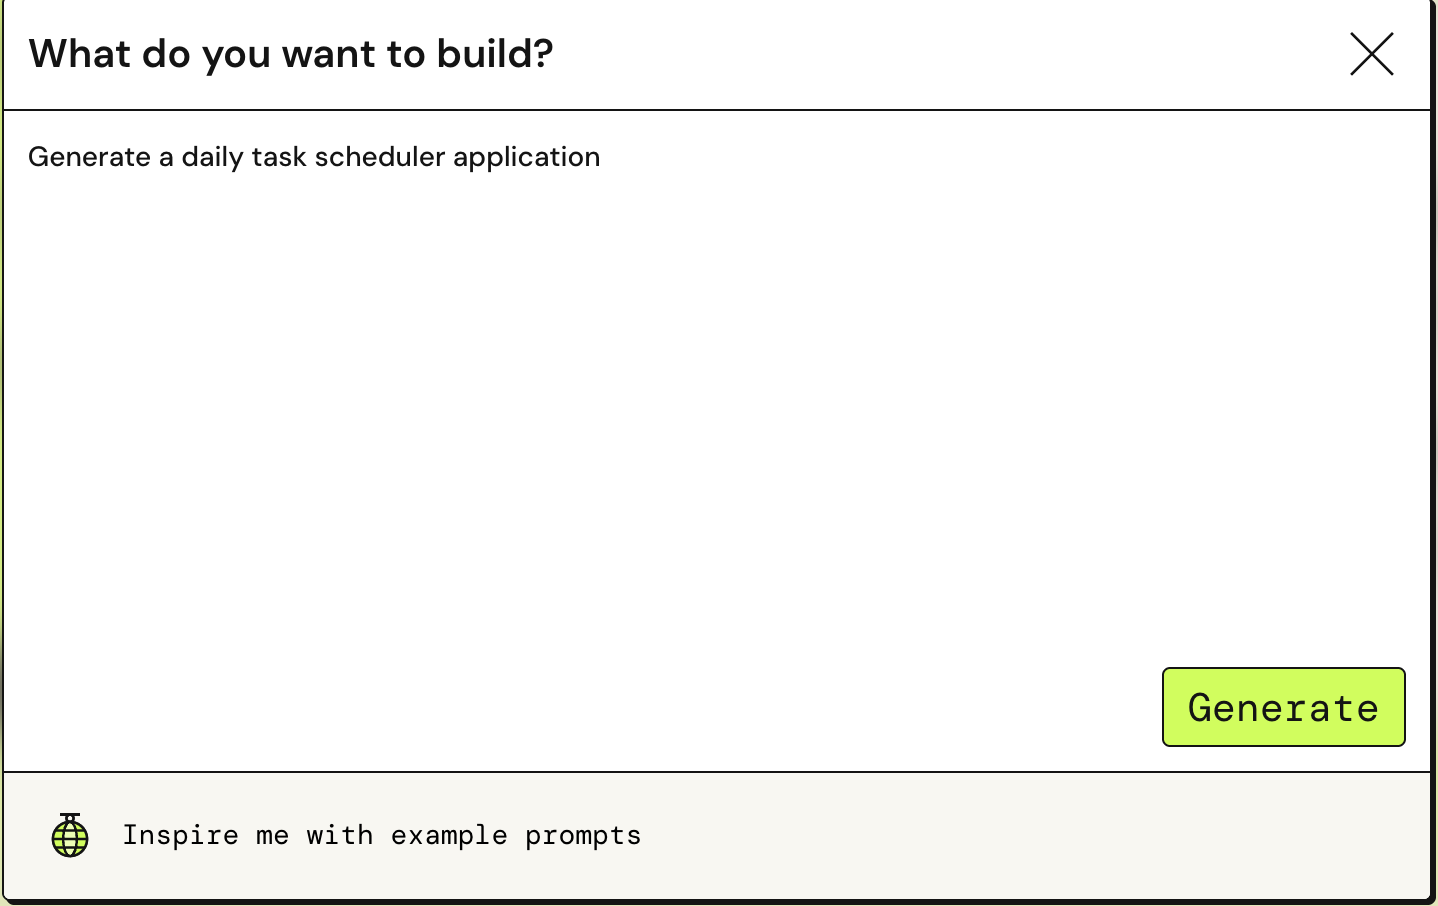 What do you want to build?
Generate a daily task scheduler application
Generate
Inspire me with example prompts